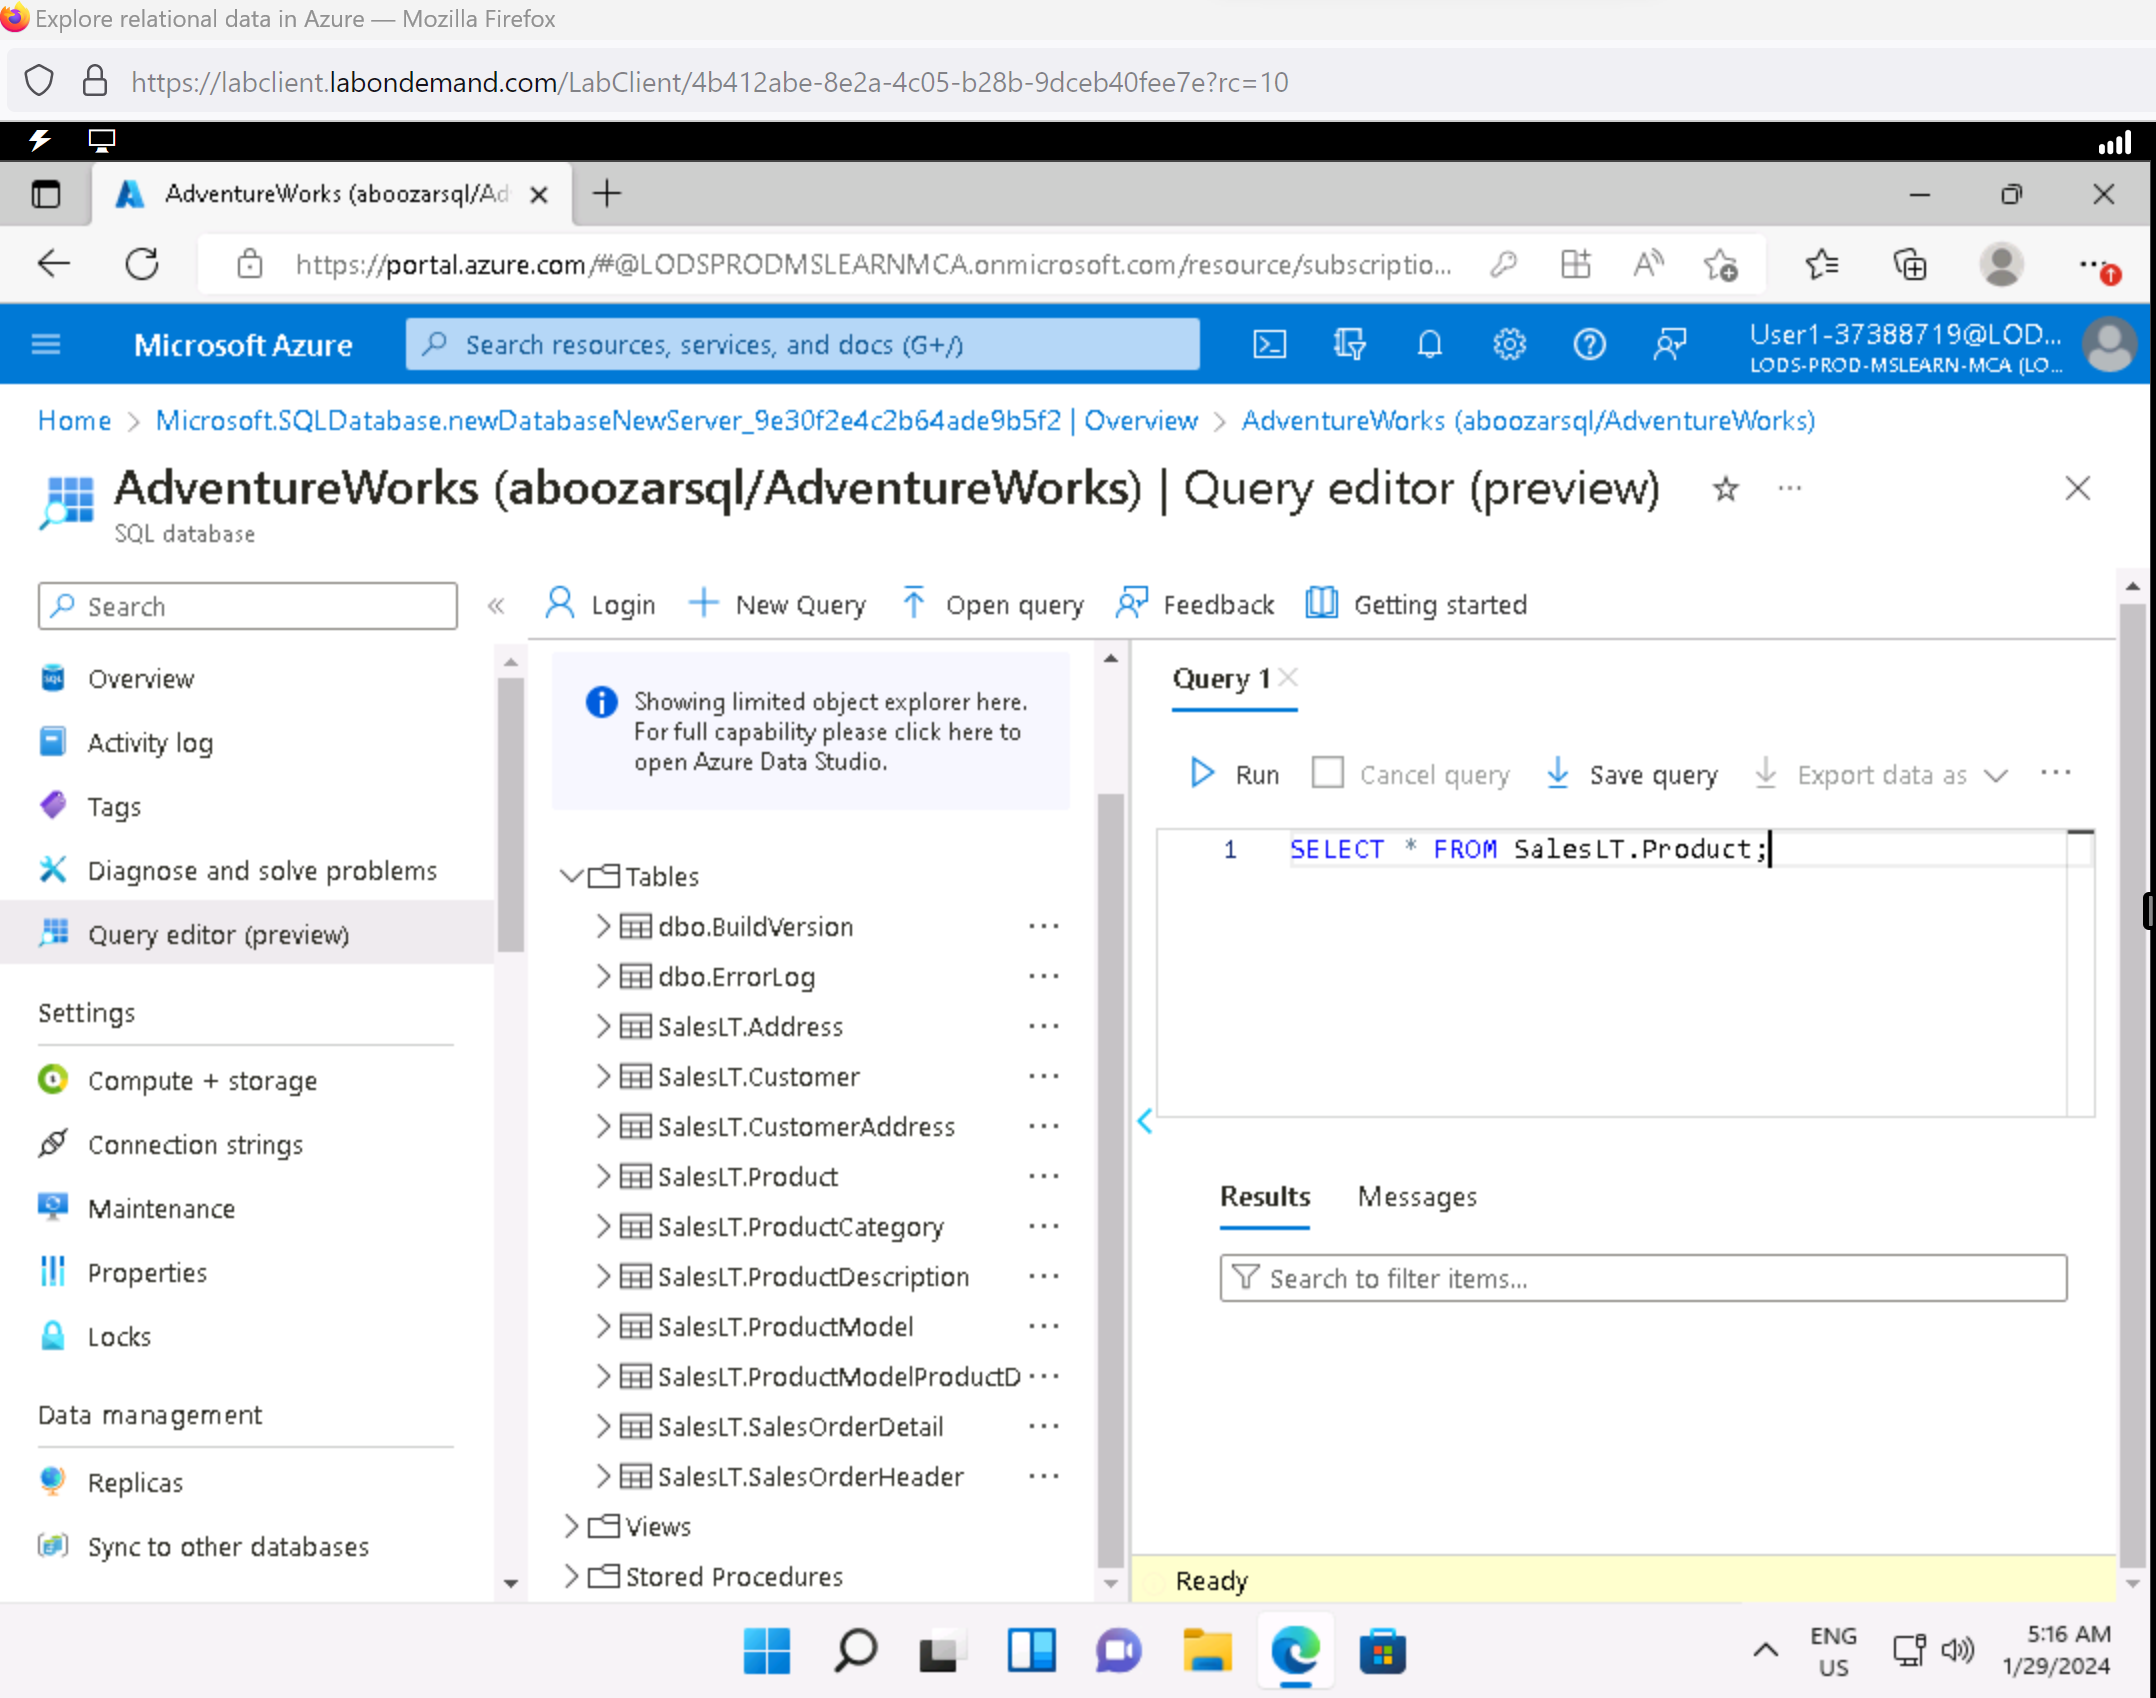 Explore relational data in Azure — Mozilla Firefox
https://labclient.labondemand.com/LabClient/4b412abe-8e2a-4c05-b28b-9dceb40fee7e?rc=10
AdventureWorks (aboozarsql/Ad
https://portal.azure.com/#@LODSPRODMSLEARNMCA.onmicrosoft.com/resource/subscriptio...
Microsoft Azure
Search resources, services, and docs (G+/)
User1-37388719@LOD...
LODS-PROD-MSLEARN-MCA (LO...
Home > Microsoft.SQLDatabase.newDatabaseNewServer_9e30f2e4c2b64ade9b5f2 | Overview > AdventureWorks (aboozarsql/AdventureWorks)
AdventureWorks (aboozarsql/AdventureWorks) | Query editor (preview)
SQL database
Search
Overview
Activity log
Tags
Diagnose and solve problems
Query editor (preview)
Settings
Compute + storage
Connection strings
Maintenance
Properties
Locks
Data management
Replicas
Sync to other databases
Login
New Query
Open query
Feedback
Getting started
Showing limited object explorer here.
For full capability please click here to
open Azure Data Studio.
Tables
dbo.BuildVersion
dbo.ErrorLog
SalesLT.Address
SalesLT.Customer
SalesLT.CustomerAddress
SalesLT.Product
SalesLT.ProductCategory
SalesLT.ProductDescription
SalesLT.ProductModel
SalesLT.ProductModelProductD
SalesLT.SalesOrderDetail
SalesLT.SalesOrderHeader
Views
Stored Procedures
Query 1
Run
Cancel query
Save query
Export data as
1 SELECT * FROM SalesLT.Product;
Results
Messages
Search to filter items...
Ready
ENG
US
5:16 AM
1/29/2024